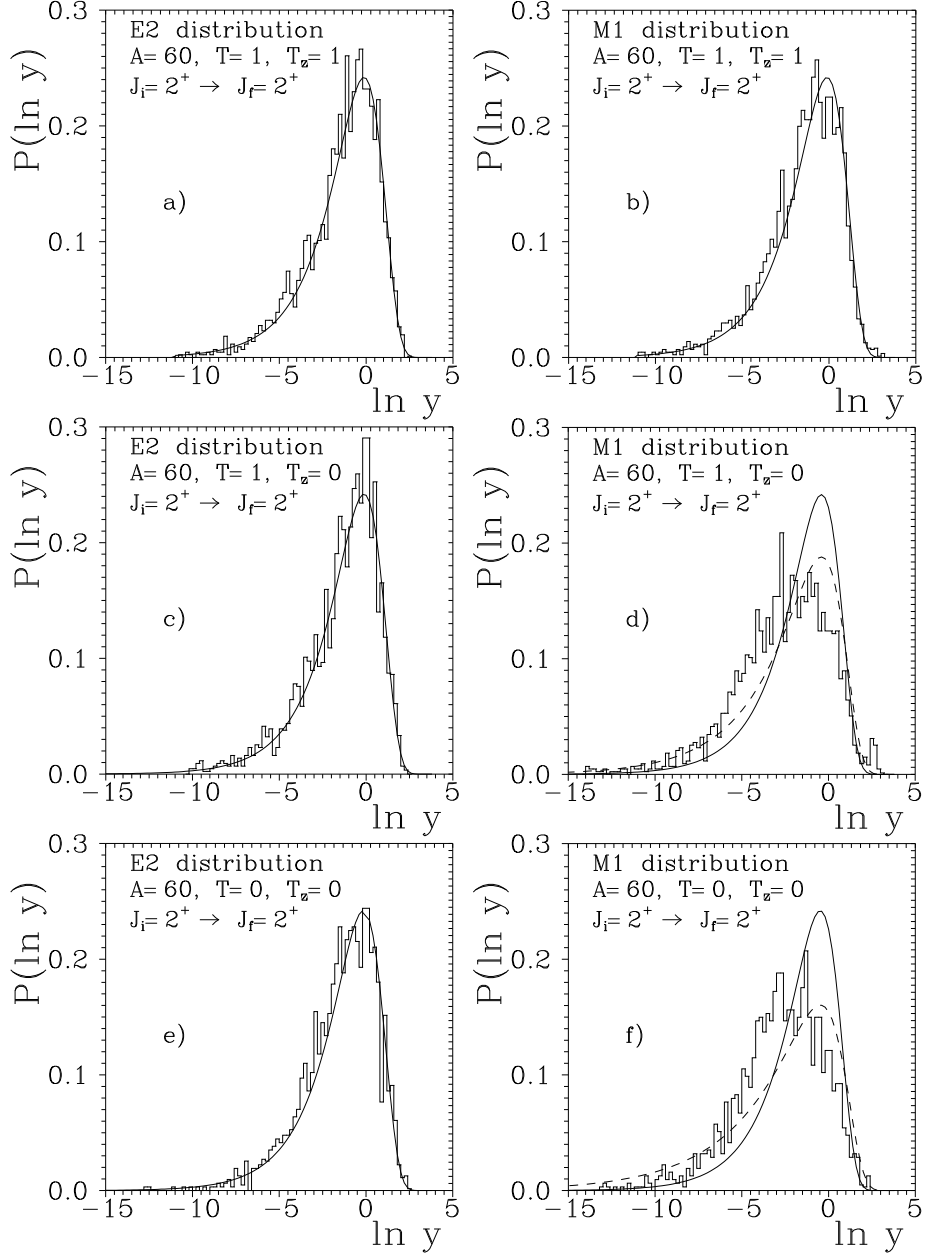 E2 distribution
A=60, T=1, T_z=1
J_i=2^+ → J_f=2^+
a)
P(ln y)
0.3
0.2
0.1
0.0
−15 −10 −5 0 5
ln y
M1 distribution
A=60, T=1, T_z=1
J_i=2^+ → J_f=2^+
b)
P(ln y)
0.3
0.2
0.1
0.0
−15 −10 −5 0 5
ln y
E2 distribution
A=60, T=1, T_z=0
J_i=2^+ → J_f=2^+
c)
P(ln y)
0.3
0.2
0.1
0.0
−15 −10 −5 0 5
ln y
M1 distribution
A=60, T=1, T_z=0
J_i=2^+ → J_f=2^+
d)
P(ln y)
0.3
0.2
0.1
0.0
−15 −10 −5 0 5
ln y
E2 distribution
A=60, T=0, T_z=0
J_i=2^+ → J_f=2^+
e)
P(ln y)
0.3
0.2
0.1
0.0
−15 −10 −5 0 5
ln y
M1 distribution
A=60, T=0, T_z=0
J_i=2^+ → J_f=2^+
f)
P(ln y)
0.3
0.2
0.1
0.0
−15 −10 −5 0 5
ln y